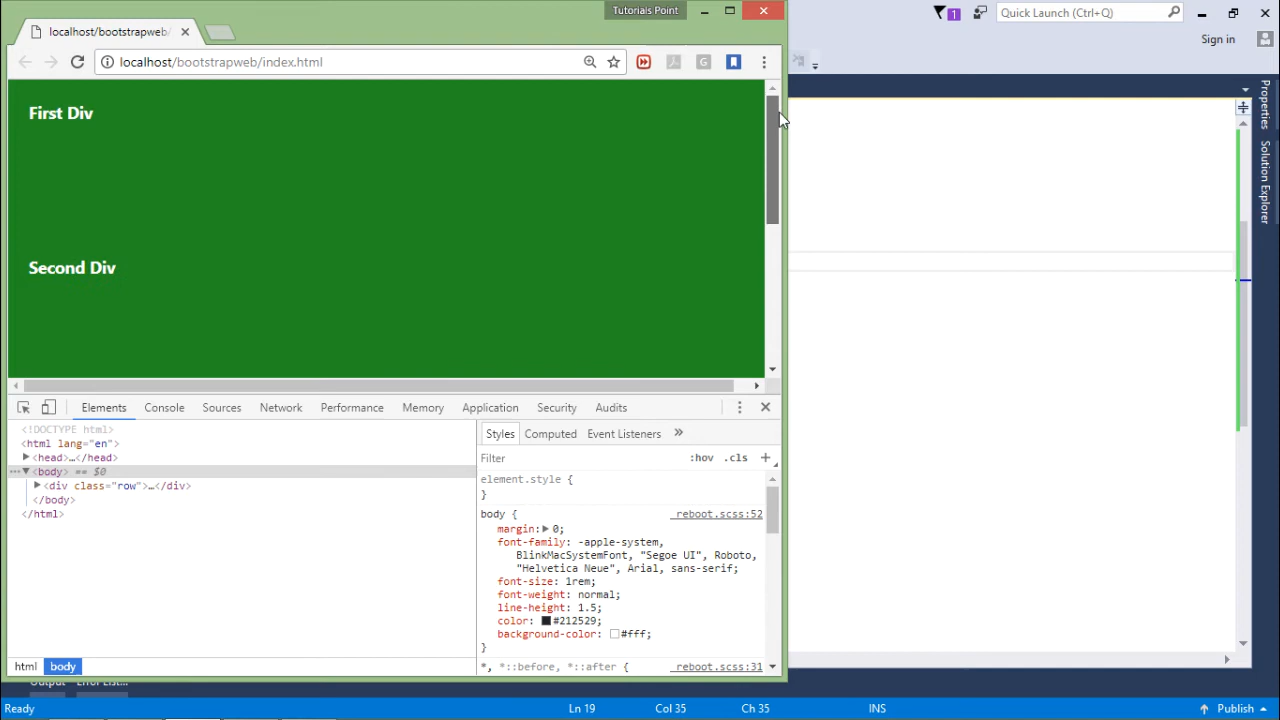 Tutorials Point
Quick Launch (Ctrl+Q)
1
localhost/bootstrapweb/
Sign in
localhost/bootstrapweb/index.html
Properties
Solution Explorer
First Div
Second Div
Elements Console Sources Network Performance Memory Application Security Audits
<!DOCTYPE html>
<html lang="en">
<head>…</head>
<body> == $0
<div class="row">…</div>
</body>
</html>
Styles Computed Event Listeners »
Filter :hov .cls +
element.style {
}
body { _reboot.scss:52
margin: 0;
font-family: -apple-system,
BlinkMacSystemFont, "Segoe UI", Roboto,
"Helvetica Neue", Arial, sans-serif;
font-size: 1rem;
font-weight: normal;
line-height: 1.5;
color: #212529;
background-color: #fff;
}
*, *::before, *::after { _reboot.scss:31
html body
Output Error List...
Ready Ln 19 Col 35 Ch 35 INS Publish